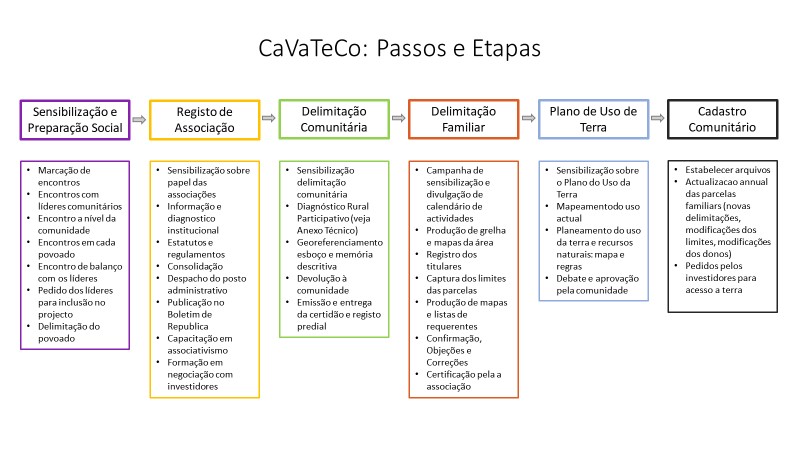 CaVaTeCo: Passos e Etapas
Sensibilização e
Preparação Social
Registo de
Associação
Delimitação
Comunitária
Delimitação
Familiar
Plano de Uso de
Terra
Cadastro
Comunitário
• Marcação de
encontros
• Encontros com
líderes comunitários
• Encontro a nível da
comunidade
• Encontros em cada
povoado
• Encontro de balanço
com os líderes
• Pedido dos líderes
para inclusão no
projecto
• Delimitação do
povoado
• Sensibilização sobre
papel das
associações
• Informação e
diagnostico
institucional
• Estatutos e
regulamentos
• Consolidação
• Despacho do posto
administrativo
• Publicação no
Boletim de
Republica
• Capacitação em
associativismo
• Formação em
negociação com
investidores
• Sensibilização
delimitação
comunitária
• Diagnóstico Rural
Participativo (veja
Anexo Técnico)
• Georeferenciamento
esboço e memória
descritiva
• Devolução à
comunidade
• Emissão e entrega
da certidão e registo
predial
• Campanha de
sensibilização e
divulgação de
calendário de
actividades
• Produção de grelha
e mapas da área
• Registro dos
titulares
• Captura dos limites
das parcelas
• Produção de mapas
e listas de
requerentes
• Confirmação,
Objeções e
Correções
• Certificação pela a
associação
• Sensibilização sobre
o Plano do Uso da
Terra
• Mapeamentodo uso
actual
• Planeamento do uso
da terra e recursos
naturais: mapa e
regras
• Debate e aprovação
pela comunidade
• Estabelecer arquivos
• Actualizacao annual
das parcelas
familiars (novas
delimitações,
modificações dos
limites, modificações
dos donos)
• Pedidos pelos
investidores para
acesso a terra